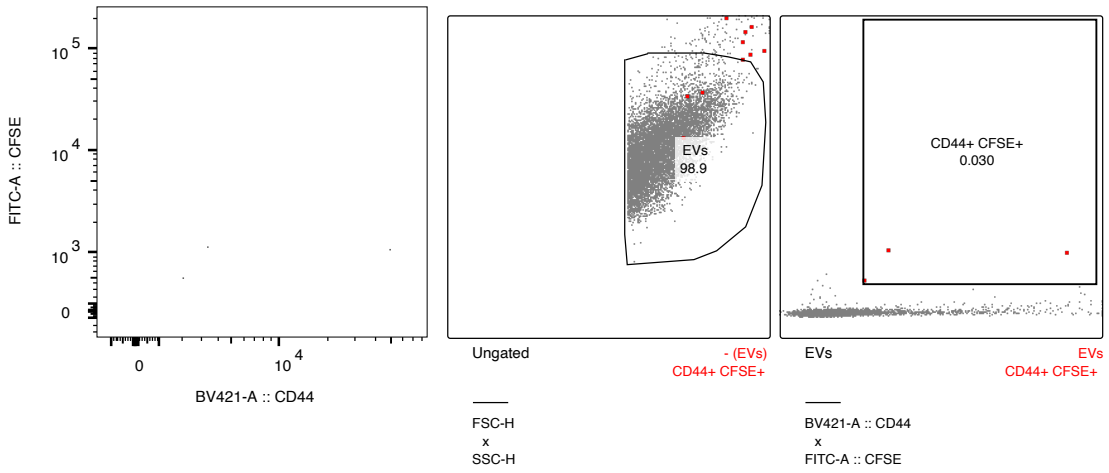 FITC-A :: CFSE
10^5
10^4
10^3
0
0
10^4
BV421-A :: CD44
EVs
98.9
Ungated
- (EVs)
CD44+ CFSE+
FSC-H
x
SSC-H
CD44+ CFSE+
0.030
EVs
EVs
CD44+ CFSE+
BV421-A :: CD44
x
FITC-A :: CFSE